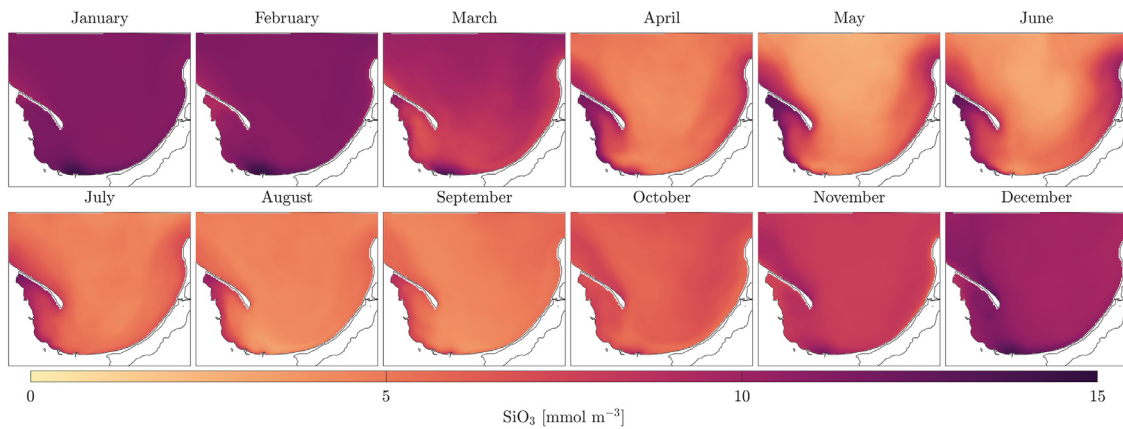 January February March April May June
July August September October November December
0 5 10 15
SiO₃ [mmol m⁻³]